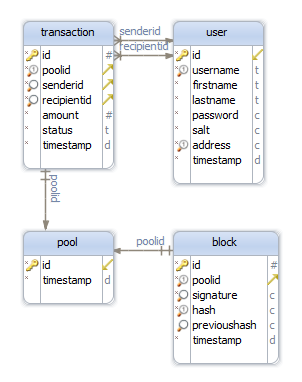 transaction
id #
poolid
senderid
recipientid
amount #
status t
timestamp d
senderid
recipientid
user
id
username t
firstname t
lastname t
password c
salt c
address c
timestamp d
poolid
pool
id
timestamp d
poolid
block
id #
poolid
signature c
hash c
previoushash c
timestamp d